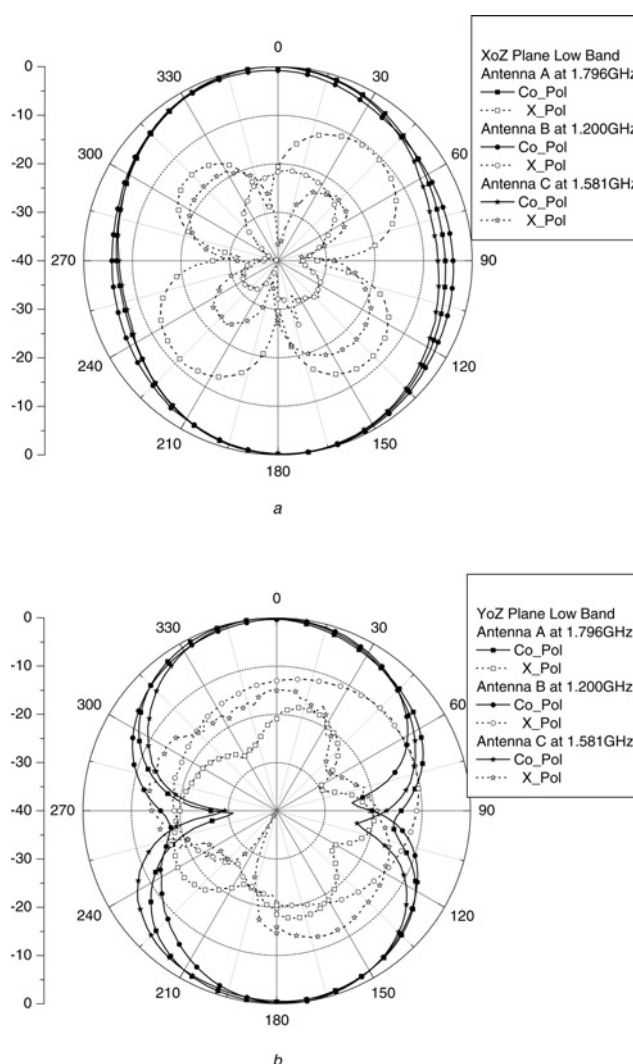 0
-10
-20
-30
-40
-30
-20
-10
0
0
30
60
90
120
150
180
210
240
270
300
330
XoZ Plane Low Band
Antenna A at 1.796GHz
Co_Pol
X_Pol
Antenna B at 1.200GHz
Co_Pol
X_Pol
Antenna C at 1.581GHz
Co_Pol
X_Pol
a
0
-10
-20
-30
-40
-30
-20
-10
0
0
30
60
90
120
150
180
210
240
270
300
330
YoZ Plane Low Band
Antenna A at 1.796GHz
Co_Pol
X_Pol
Antenna B at 1.200GHz
Co_Pol
X_Pol
Antenna C at 1.581GHz
Co_Pol
X_Pol
b